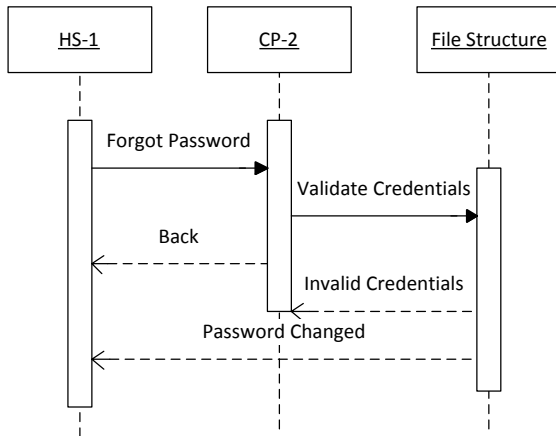 HS-1
CP-2
File Structure
Forgot Password
Validate Credentials
Back
Invalid Credentials
Password Changed